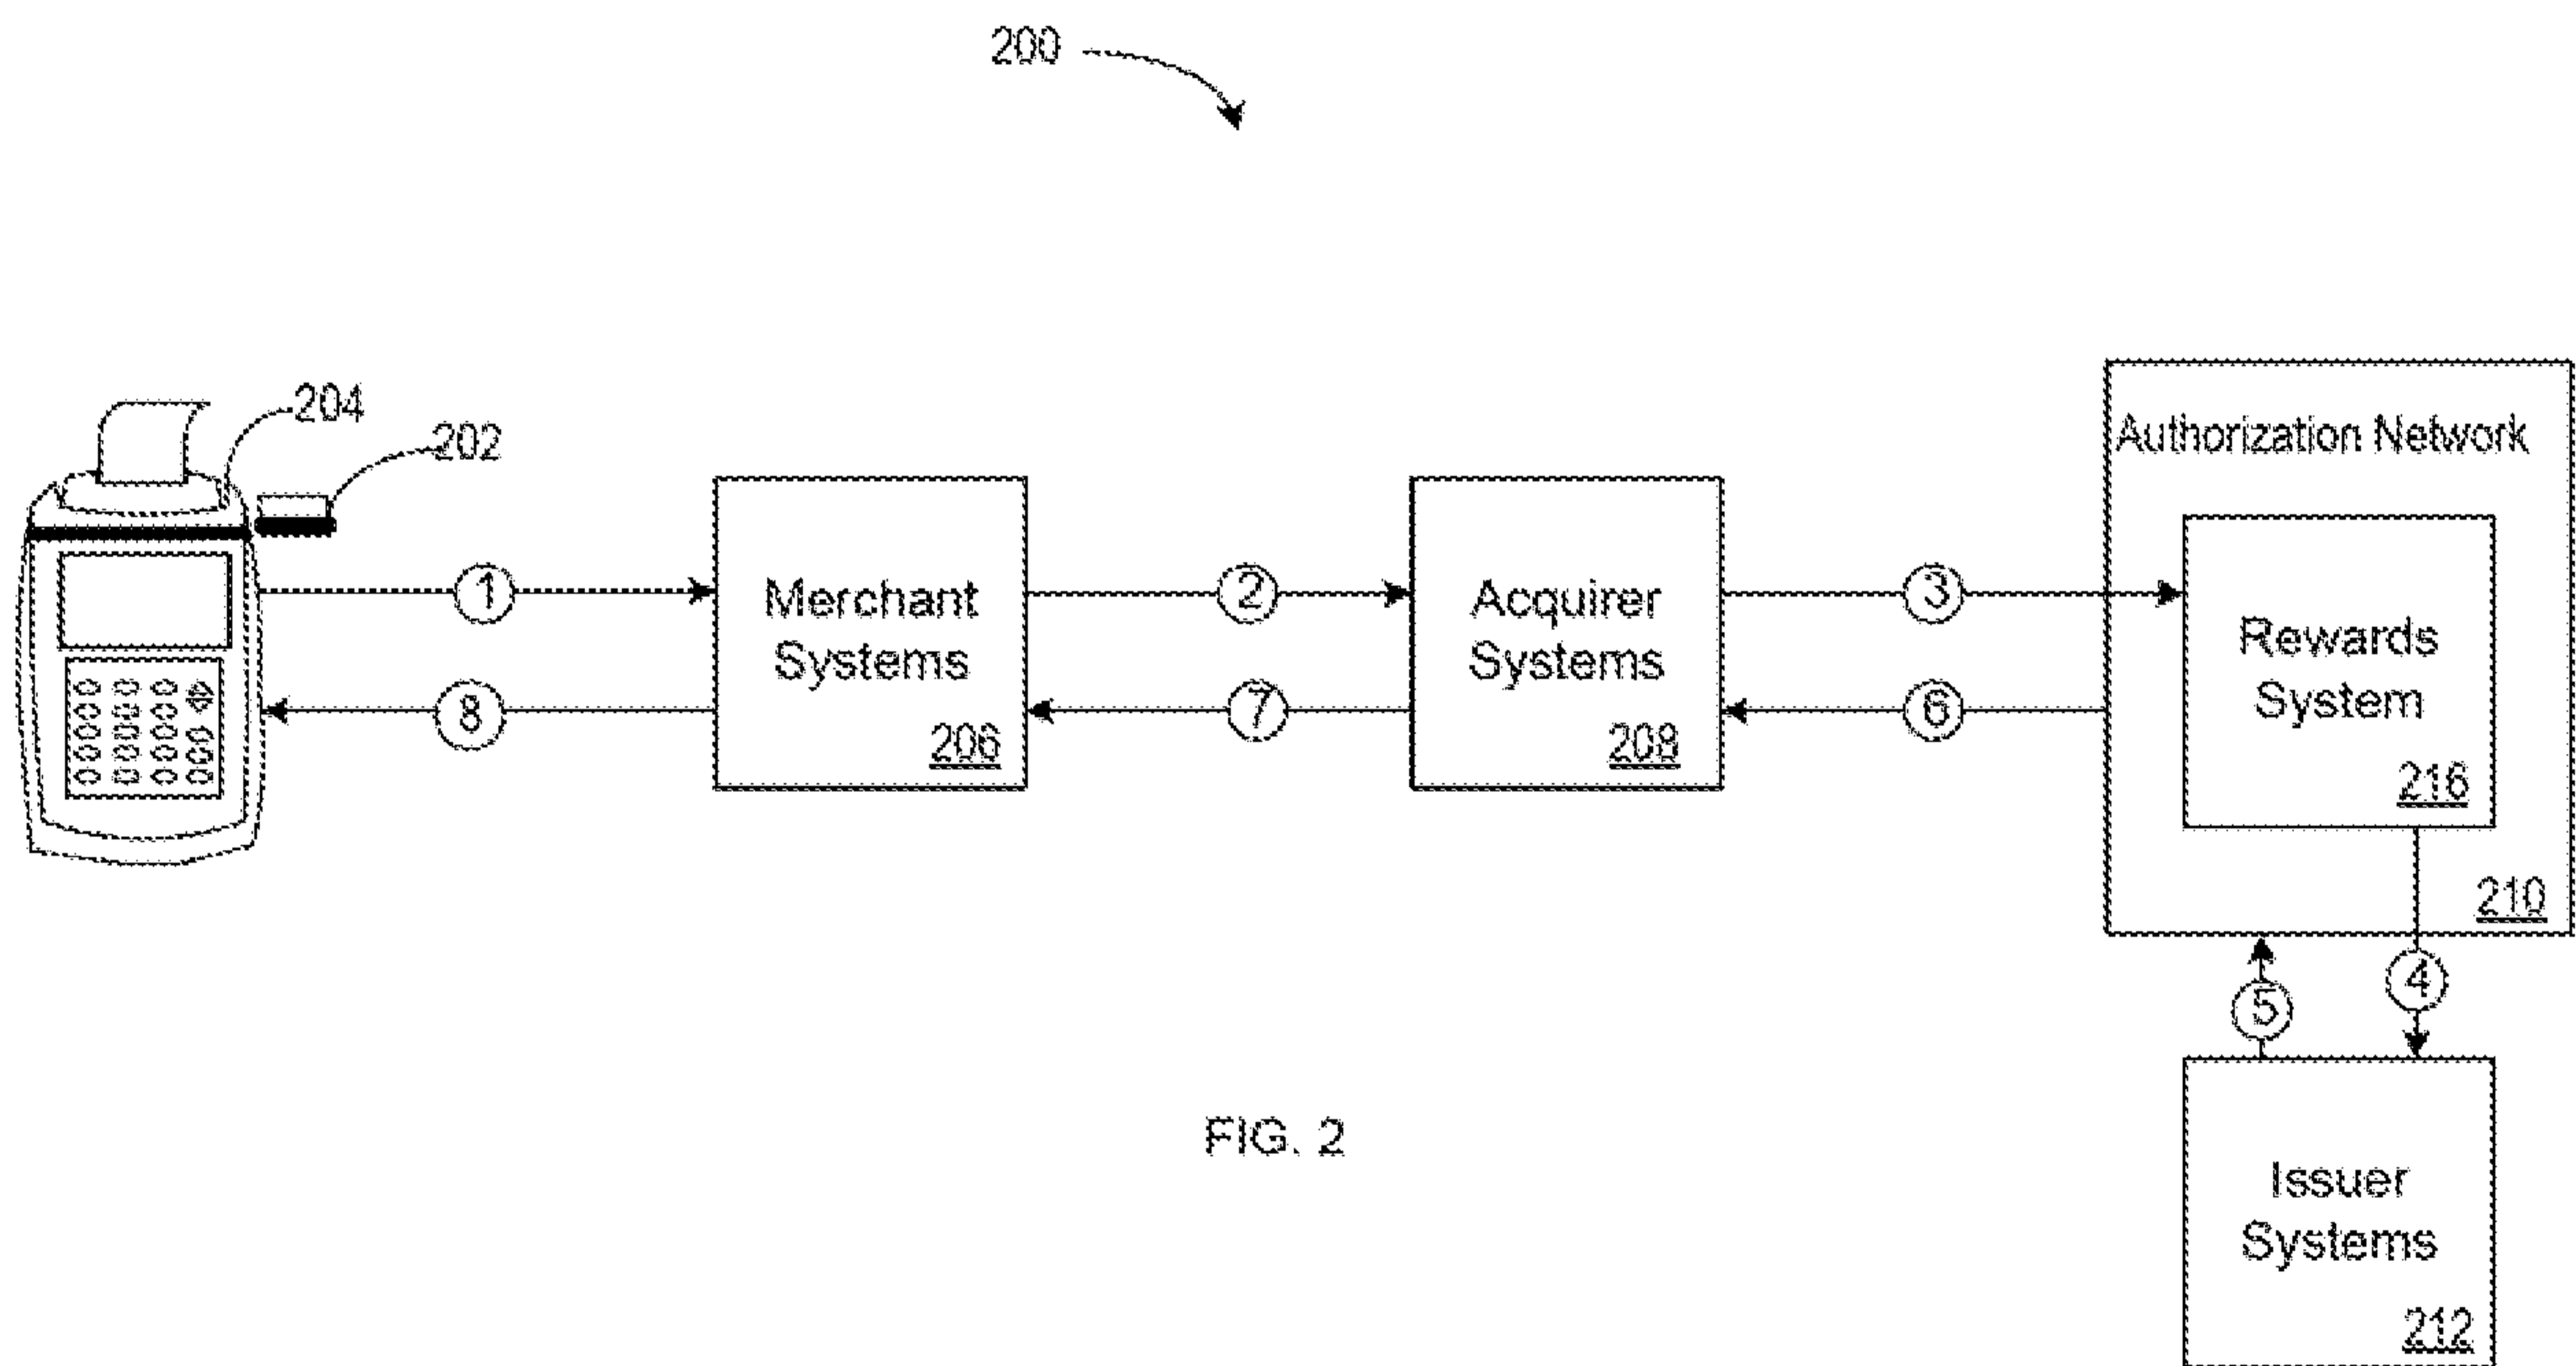 200
204
202
Authorization Network
1
2
3
Merchant
Systems
Acquirer
Systems
Rewards
System
8
7
6
206
208
216
210
5
4
FIG. 2
Issuer
Systems
212